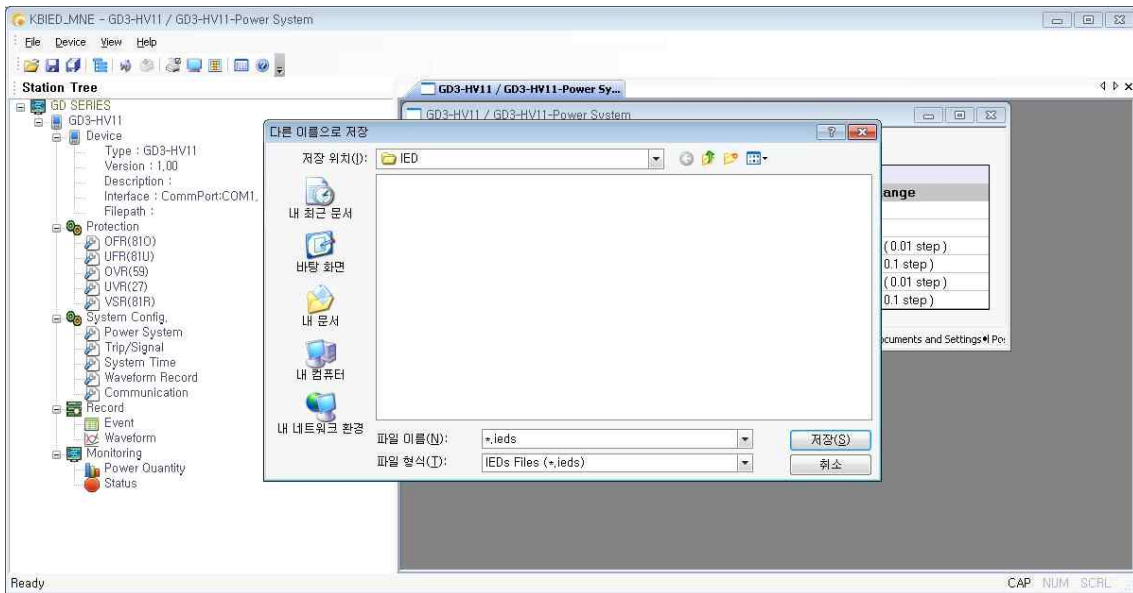 KBIED_MNE - GD3-HV11 / GD3-HV11-Power System
File Device View Help
Station Tree
GD SERIES
GD3-HV11
Device
Type : GD3-HV11
Version : 1,00
Description :
Interface : CommPort:COM1,
Filepath :
Protection
OFR(81O)
UFR(81U)
OVR(59)
UVR(27)
VSR(81R)
System Config,
Power System
Trip/Signal
System Time
Waveform Record
Communication
Record
Event
Waveform
Monitoring
Power Quantity
Status
GD3-HV11 / GD3-HV11-Power Sy...
GD3-HV11 / GD3-HV11-Power System
다른 이름으로 저장
저장 위치(I):
IED
내 최근 문서
바탕 화면
내 문서
내 컴퓨터
내 네트워크 환경
파일 이름(N):
*,ieds
저장(S)
파일 형식(T):
IEDs Files (*,ieds)
취소
ange
( 0.01 step )
0.1 step )
( 0.01 step )
0.1 step )
ocuments and Settings
Ready
CAP NUM SCRL